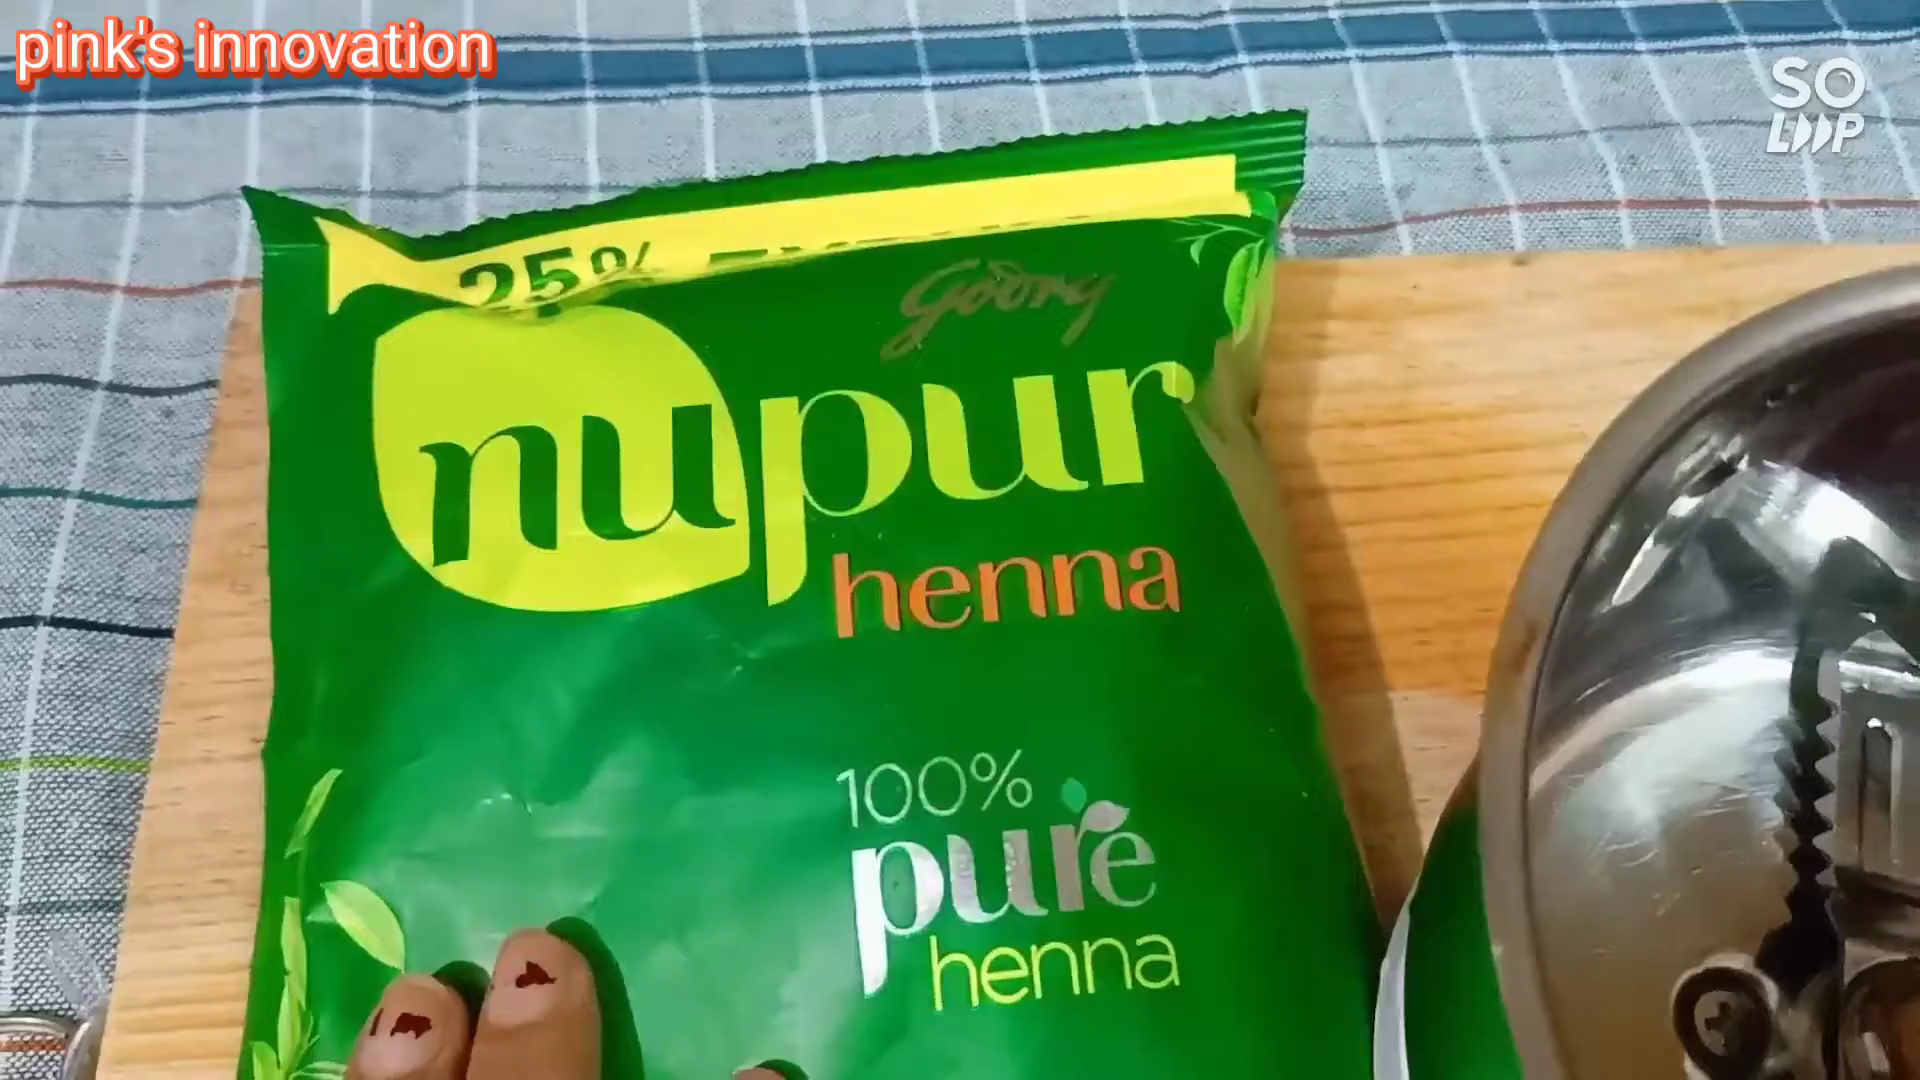 pink's innovation
SO
LOOP
25%
Godrej
nupur
henna
100%
pure
henna